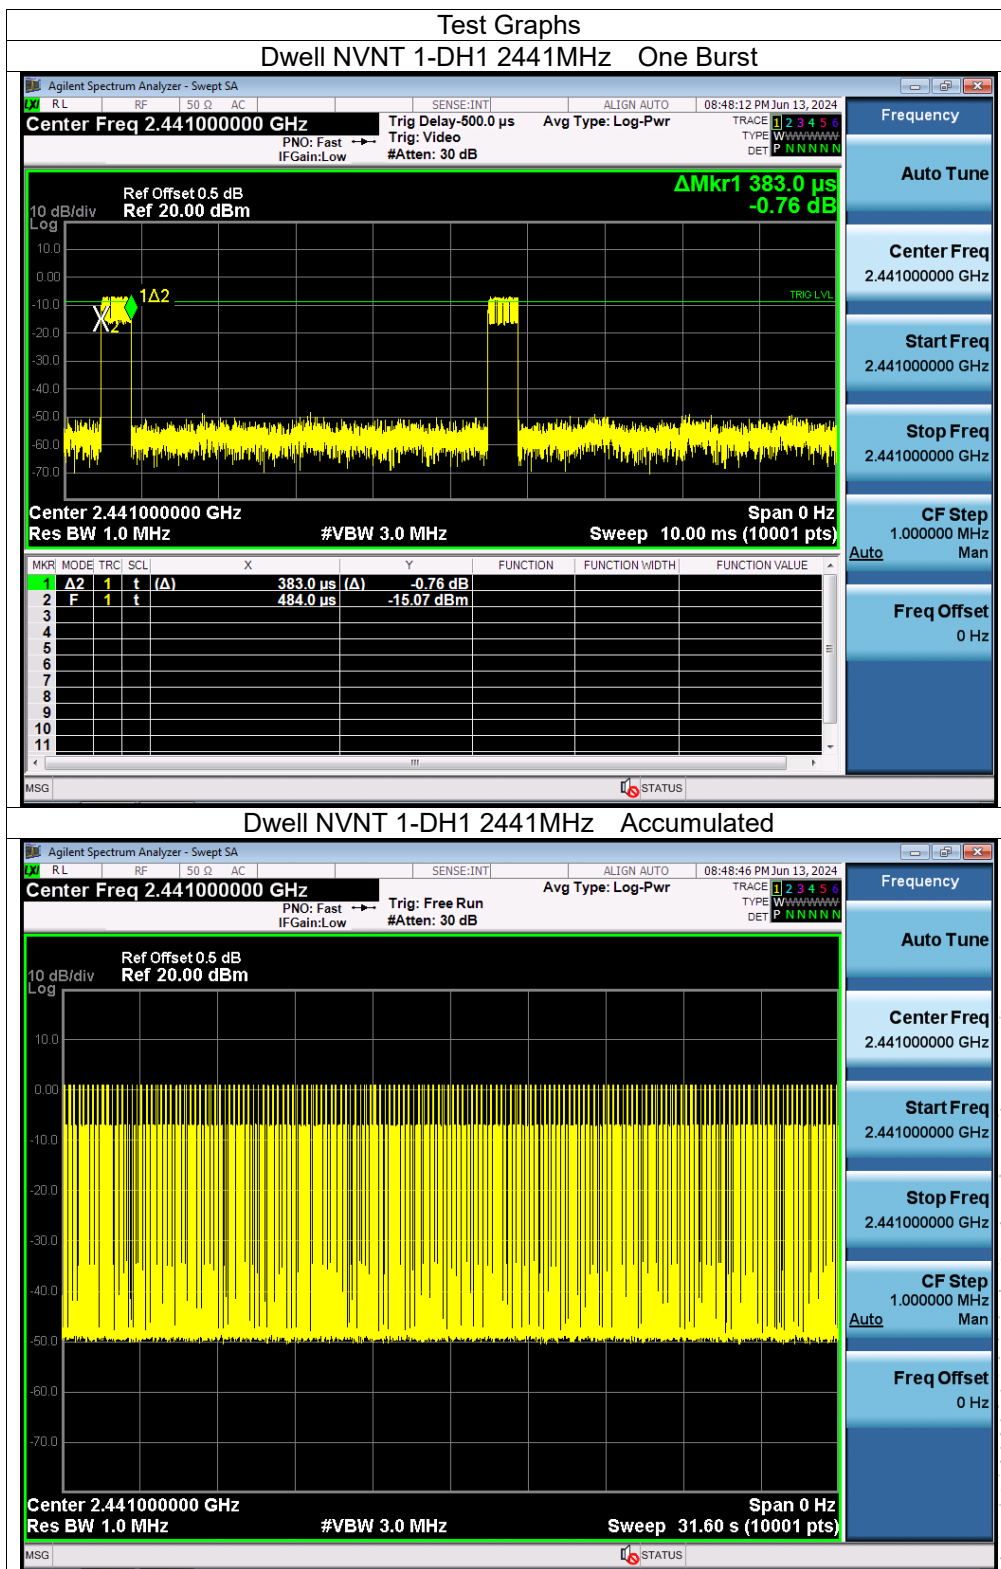 Test Graphs
Dwell NVNT 1-DH1 2441MHz One Burst
Agilent Spectrum Analyzer - Swept SA
LXI RL RF 50 Ω AC SENSE:INT ALIGN AUTO 08:48:12 PM Jun 13, 2024
Center Freq 2.441000000 GHz
PNO: Fast
IFGain:Low
Trig Delay-500.0 µs
Trig: Video
#Atten: 30 dB
Avg Type: Log-Pwr
TRACE 1 2 3 4 5 6
TYPE WWWWWW
DET P N N N N N
Frequency
Auto Tune
ΔMkr1 383.0 µs
-0.76 dB
Ref Offset 0.5 dB
10 dB/div Ref 20.00 dBm
Log
10.0
0.00
-10.0
-20.0
-30.0
-40.0
-50.0
-60.0
-70.0
1Δ2
2
TRIG LVL
Center 2.441000000 GHz Span 0 Hz
Res BW 1.0 MHz #VBW 3.0 MHz Sweep 10.00 ms (10001 pts)
MKR MODE TRC SCL X Y FUNCTION FUNCTION WIDTH FUNCTION VALUE
1 Δ2 1 t (Δ) 383.0 µs (Δ) -0.76 dB
2 F 1 t 484.0 µs -15.07 dBm
3
4
5
6
7
8
9
10
11
MSG STATUS
Center Freq
2.441000000 GHz
Start Freq
2.441000000 GHz
Stop Freq
2.441000000 GHz
CF Step
1.000000 MHz
Auto Man
Freq Offset
0 Hz
Dwell NVNT 1-DH1 2441MHz Accumulated
Agilent Spectrum Analyzer - Swept SA
LXI RL RF 50 Ω AC SENSE:INT ALIGN AUTO 08:48:46 PM Jun 13, 2024
Center Freq 2.441000000 GHz
PNO: Fast
IFGain:Low
Trig: Free Run
#Atten: 30 dB
Avg Type: Log-Pwr
TRACE 1 2 3 4 5 6
TYPE WWWWWW
DET P N N N N N
Frequency
Auto Tune
Ref Offset 0.5 dB
10 dB/div Ref 20.00 dBm
Log
10.0
0.00
-10.0
-20.0
-30.0
-40.0
-50.0
-60.0
-70.0
Center 2.441000000 GHz Span 0 Hz
Res BW 1.0 MHz #VBW 3.0 MHz Sweep 31.60 s (10001 pts)
MSG STATUS
Center Freq
2.441000000 GHz
Start Freq
2.441000000 GHz
Stop Freq
2.441000000 GHz
CF Step
1.000000 MHz
Auto Man
Freq Offset
0 Hz